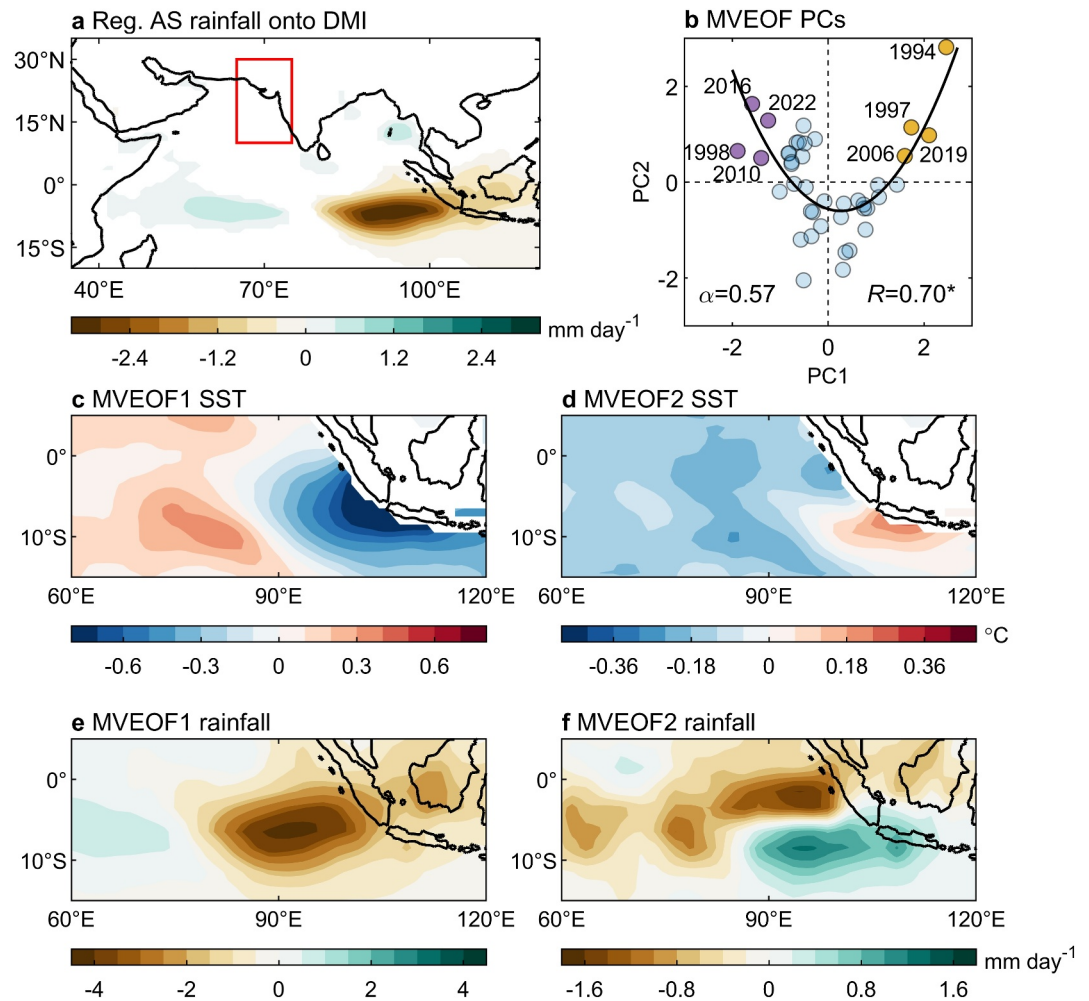 a Reg. AS rainfall onto DMI
30°N
15°N
0°
15°S
40°E 70°E 100°E
-2.4 -1.2 0 1.2 2.4
mm day⁻¹
b MVEOF PCs
2
0
-2
PC2
1994
2016
2022
1997
1998
2010
2006
2019
α=0.57
R=0.70*
-2 0 2
PC1
c MVEOF1 SST
0°
10°S
60°E 90°E 120°E
-0.6 -0.3 0 0.3 0.6
d MVEOF2 SST
0°
10°S
60°E 90°E 120°E
-0.36 -0.18 0 0.18 0.36
°C
e MVEOF1 rainfall
0°
10°S
60°E 90°E 120°E
-4 -2 0 2 4
f MVEOF2 rainfall
0°
10°S
60°E 90°E 120°E
-1.6 -0.8 0 0.8 1.6
mm day⁻¹